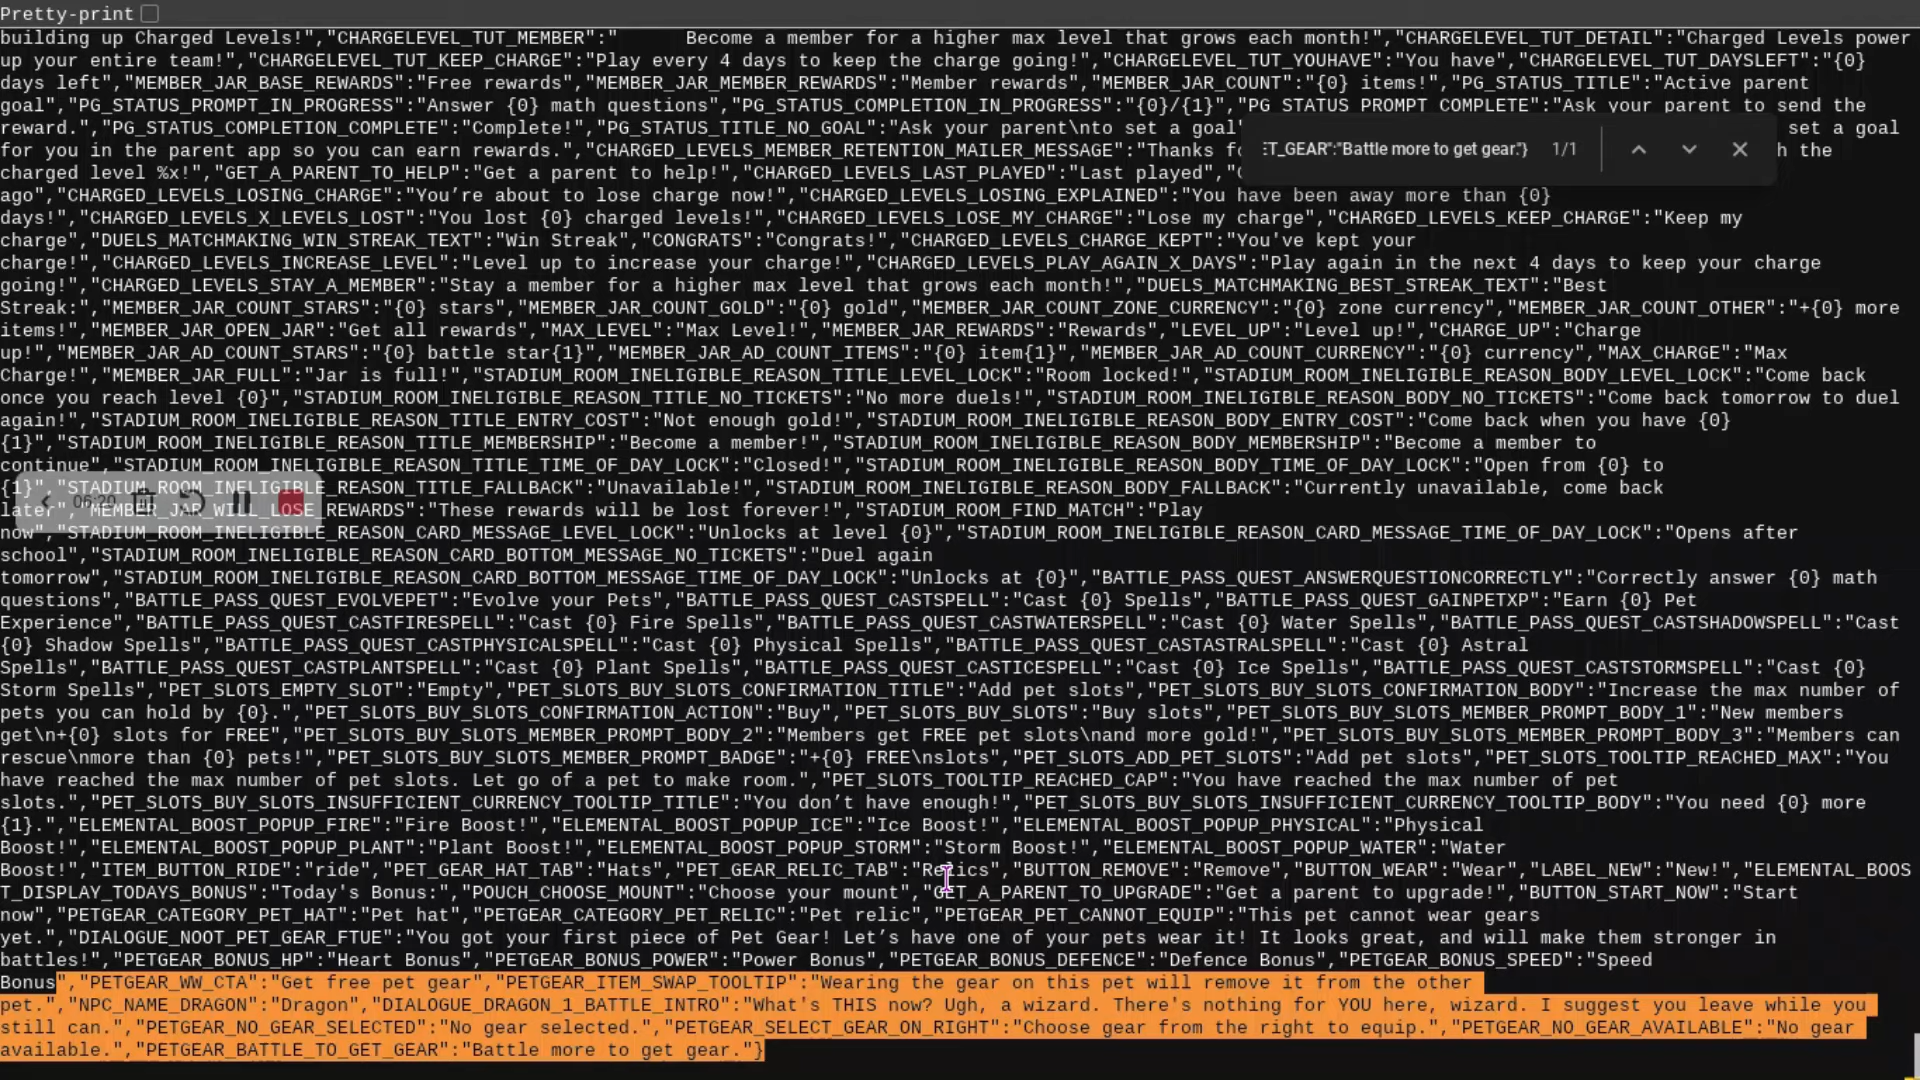 Pretty-print
building up Charged Levels!","CHARGELEVEL_TUT_MEMBER":"      Become a member for a higher max level that grows each month!","CHARGELEVEL_TUT_DETAIL":"Charged Levels power
up your entire team!","CHARGELEVEL_TUT_KEEP_CHARGE":"Play every 4 days to keep the charge going!","CHARGELEVEL_TUT_YOUHAVE":"You have","CHARGELEVEL_TUT_DAYSLEFT":"{0}
days left","MEMBER_JAR_BASE_REWARDS":"Free rewards","MEMBER_JAR_MEMBER_REWARDS":"Member rewards","MEMBER_JAR_COUNT":"{0} items!","PG_STATUS_TITLE":"Active parent
goal","PG_STATUS_PROMPT_IN_PROGRESS":"Answer {0} math questions","PG_STATUS_COMPLETION_IN_PROGRESS":"{0}/{1}","PG_STATUS_PROMPT_COMPLETE":"Ask your parent to send the
reward.","PG_STATUS_COMPLETION_COMPLETE":"Complete!","PG_STATUS_TITLE_NO_GOAL":"Ask your parent\nto set a goal" set a goal
for you in the parent app so you can earn rewards.","CHARGED_LEVELS_MEMBER_RETENTION_MAILER_MESSAGE":"Thanks the
:T_GEAR":"Battle more to get gear."} 1/1
charged level %x!","GET_A_PARENT_TO_HELP":"Get a parent to help!","CHARGED_LEVELS_LAST_PLAYED":"Last played","
ago","CHARGED_LEVELS_LOSING_CHARGE":"You’re about to lose charge now!","CHARGED_LEVELS_LOSING_EXPLAINED":"You have been away more than {0}
days!","CHARGED_LEVELS_X_LEVELS_LOST":"You lost {0} charged levels!","CHARGED_LEVELS_LOSE_MY_CHARGE":"Lose my charge","CHARGED_LEVELS_KEEP_CHARGE":"Keep my
charge","DUELS_MATCHMAKING_WIN_STREAK_TEXT":"Win Streak","CONGRATS":"Congrats!","CHARGED_LEVELS_CHARGE_KEPT":"You've kept your
charge!","CHARGED_LEVELS_INCREASE_LEVEL":"Level up to increase your charge!","CHARGED_LEVELS_PLAY_AGAIN_X_DAYS":"Play again in the next 4 days to keep your charge
going!","CHARGED_LEVELS_STAY_A_MEMBER":"Stay a member for a higher max level that grows each month!","DUELS_MATCHMAKING_BEST_STREAK_TEXT":"Best
Streak:","MEMBER_JAR_COUNT_STARS":"{0} stars","MEMBER_JAR_COUNT_GOLD":"{0} gold","MEMBER_JAR_COUNT_ZONE_CURRENCY":"{0} zone currency","MEMBER_JAR_COUNT_OTHER":"+{0} more
items!","MEMBER_JAR_OPEN_JAR":"Get all rewards","MAX_LEVEL":"Max Level!","MEMBER_JAR_REWARDS":"Rewards","LEVEL_UP":"Level up!","CHARGE_UP":"Charge
up!","MEMBER_JAR_AD_COUNT_STARS":"{0} battle star{1}","MEMBER_JAR_AD_COUNT_ITEMS":"{0} item{1}","MEMBER_JAR_AD_COUNT_CURRENCY":"{0} currency","MAX_CHARGE":"Max
Charge!","MEMBER_JAR_FULL":"Jar is full!","STADIUM_ROOM_INELIGIBLE_REASON_TITLE_LEVEL_LOCK":"Room locked!","STADIUM_ROOM_INELIGIBLE_REASON_BODY_LEVEL_LOCK":"Come back
once you reach level {0}","STADIUM_ROOM_INELIGIBLE_REASON_TITLE_NO_TICKETS":"No more duels!","STADIUM_ROOM_INELIGIBLE_REASON_BODY_NO_TICKETS":"Come back tomorrow to duel
again!","STADIUM_ROOM_INELIGIBLE_REASON_TITLE_ENTRY_COST":"Not enough gold!","STADIUM_ROOM_INELIGIBLE_REASON_BODY_ENTRY_COST":"Come back when you have {0}
{1}","STADIUM_ROOM_INELIGIBLE_REASON_TITLE_MEMBERSHIP":"Become a member!","STADIUM_ROOM_INELIGIBLE_REASON_BODY_MEMBERSHIP":"Become a member to
continue","STADIUM_ROOM_INELIGIBLE_REASON_TITLE_TIME_OF_DAY_LOCK":"Closed!","STADIUM_ROOM_INELIGIBLE_REASON_BODY_TIME_OF_DAY_LOCK":"Open from {0} to
{1}","STADIUM_ROOM_INELIGIBLE_REASON_TITLE_FALLBACK":"Unavailable!","STADIUM_ROOM_INELIGIBLE_REASON_BODY_FALLBACK":"Currently unavailable, come back
06:20
later","MEMBER_JAR_WILL_LOSE_REWARDS":"These rewards will be lost forever!","STADIUM_ROOM_FIND_MATCH":"Play
now","STADIUM_ROOM_INELIGIBLE_REASON_CARD_MESSAGE_LEVEL_LOCK":"Unlocks at level {0}","STADIUM_ROOM_INELIGIBLE_REASON_CARD_MESSAGE_TIME_OF_DAY_LOCK":"Opens after
school","STADIUM_ROOM_INELIGIBLE_REASON_CARD_BOTTOM_MESSAGE_NO_TICKETS":"Duel again
tomorrow","STADIUM_ROOM_INELIGIBLE_REASON_CARD_BOTTOM_MESSAGE_TIME_OF_DAY_LOCK":"Unlocks at {0}","BATTLE_PASS_QUEST_ANSWERQUESTIONCORRECTLY":"Correctly answer {0} math
questions","BATTLE_PASS_QUEST_EVOLVEPET":"Evolve your Pets","BATTLE_PASS_QUEST_CASTSPELL":"Cast {0} Spells","BATTLE_PASS_QUEST_GAINPETXP":"Earn {0} Pet
Experience","BATTLE_PASS_QUEST_CASTFIRESPELL":"Cast {0} Fire Spells","BATTLE_PASS_QUEST_CASTWATERSPELL":"Cast {0} Water Spells","BATTLE_PASS_QUEST_CASTSHADOWSPELL":"Cast
{0} Shadow Spells","BATTLE_PASS_QUEST_CASTPHYSICALSPELL":"Cast {0} Physical Spells","BATTLE_PASS_QUEST_CASTASTRALSPELL":"Cast {0} Astral
Spells","BATTLE_PASS_QUEST_CASTPLANTSPELL":"Cast {0} Plant Spells","BATTLE_PASS_QUEST_CASTICESPELL":"Cast {0} Ice Spells","BATTLE_PASS_QUEST_CASTSTORMSPELL":"Cast {0}
Storm Spells","PET_SLOTS_EMPTY_SLOT":"Empty","PET_SLOTS_BUY_SLOTS_CONFIRMATION_TITLE":"Add pet slots","PET_SLOTS_BUY_SLOTS_CONFIRMATION_BODY":"Increase the max number of
pets you can hold by {0}.","PET_SLOTS_BUY_SLOTS_CONFIRMATION_ACTION":"Buy","PET_SLOTS_BUY_SLOTS":"Buy slots","PET_SLOTS_BUY_SLOTS_MEMBER_PROMPT_BODY_1":"New members
get\n+{0} slots for FREE","PET_SLOTS_BUY_SLOTS_MEMBER_PROMPT_BODY_2":"Members get FREE pet slots\nand more gold!","PET_SLOTS_BUY_SLOTS_MEMBER_PROMPT_BODY_3":"Members can
rescue\nmore than {0} pets!","PET_SLOTS_BUY_SLOTS_MEMBER_PROMPT_BADGE":"+{0} FREE\nslots","PET_SLOTS_ADD_PET_SLOTS":"Add pet slots","PET_SLOTS_TOOLTIP_REACHED_MAX":"You
have reached the max number of pet slots. Let go of a pet to make room.","PET_SLOTS_TOOLTIP_REACHED_CAP":"You have reached the max number of pet
slots.","PET_SLOTS_BUY_SLOTS_INSUFFICIENT_CURRENCY_TOOLTIP_TITLE":"You don’t have enough!","PET_SLOTS_BUY_SLOTS_INSUFFICIENT_CURRENCY_TOOLTIP_BODY":"You need {0} more
{1}.","ELEMENTAL_BOOST_POPUP_FIRE":"Fire Boost!","ELEMENTAL_BOOST_POPUP_ICE":"Ice Boost!","ELEMENTAL_BOOST_POPUP_PHYSICAL":"Physical
Boost!","ELEMENTAL_BOOST_POPUP_PLANT":"Plant Boost!","ELEMENTAL_BOOST_POPUP_STORM":"Storm Boost!","ELEMENTAL_BOOST_POPUP_WATER":"Water
Boost!","ITEM_BUTTON_RIDE":"ride","PET_GEAR_HAT_TAB":"Hats","PET_GEAR_RELIC_TAB":"Relics","BUTTON_REMOVE":"Remove","BUTTON_WEAR":"Wear","LABEL_NEW":"New!","ELEMENTAL_BOOS
T_DISPLAY_TODAYS_BONUS":"Today's Bonus:","POUCH_CHOOSE_MOUNT":"Choose your mount","GET_A_PARENT_TO_UPGRADE":"Get a parent to upgrade!","BUTTON_START_NOW":"Start
now","PETGEAR_CATEGORY_PET_HAT":"Pet hat","PETGEAR_CATEGORY_PET_RELIC":"Pet relic","PETGEAR_PET_CANNOT_EQUIP":"This pet cannot wear gears
yet.","DIALOGUE_NOOT_PET_GEAR_FTUE":"You got your first piece of Pet Gear! Let’s have one of your pets wear it! It looks great, and will make them stronger in
battles!","PETGEAR_BONUS_HP":"Heart Bonus","PETGEAR_BONUS_POWER":"Power Bonus","PETGEAR_BONUS_DEFENCE":"Defence Bonus","PETGEAR_BONUS_SPEED":"Speed
Bonus","PETGEAR_WW_CTA":"Get free pet gear","PETGEAR_ITEM_SWAP_TOOLTIP":"Wearing the gear on this pet will remove it from the other
pet.","NPC_NAME_DRAGON":"Dragon","DIALOGUE_DRAGON_1_BATTLE_INTRO":"What's THIS now? Ugh, a wizard. There's nothing for YOU here, wizard. I suggest you leave while you
still can.","PETGEAR_NO_GEAR_SELECTED":"No gear selected.","PETGEAR_SELECT_GEAR_ON_RIGHT":"Choose gear from the right to equip.","PETGEAR_NO_GEAR_AVAILABLE":"No gear
available.","PETGEAR_BATTLE_TO_GET_GEAR":"Battle more to get gear."}